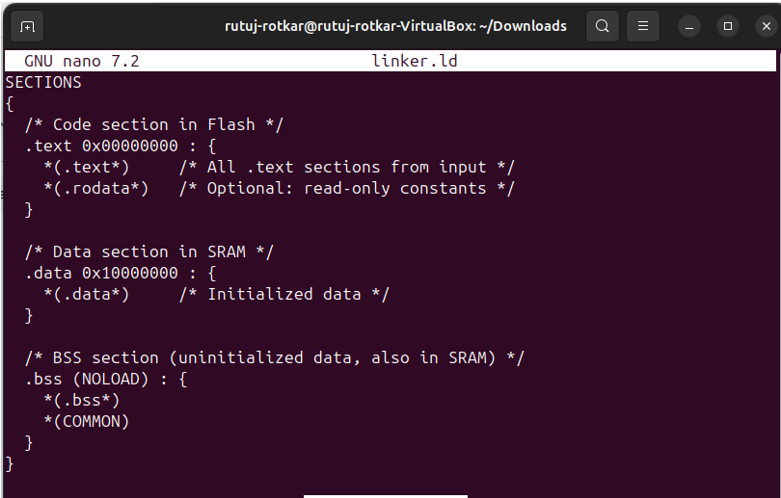 rutuj-rotkar@rutuj-rotkar-VirtualBox: ~/Downloads
GNU nano 7.2 linker.ld
SECTIONS
{
  /* Code section in Flash */
  .text 0x00000000 : {
    *(.text*)     /* All .text sections from input */
    *(.rodata*)   /* Optional: read-only constants */
  }

  /* Data section in SRAM */
  .data 0x10000000 : {
    *(.data*)     /* Initialized data */
  }

  /* BSS section (uninitialized data, also in SRAM) */
  .bss (NOLOAD) : {
    *(.bss*)
    *(COMMON)
  }
}